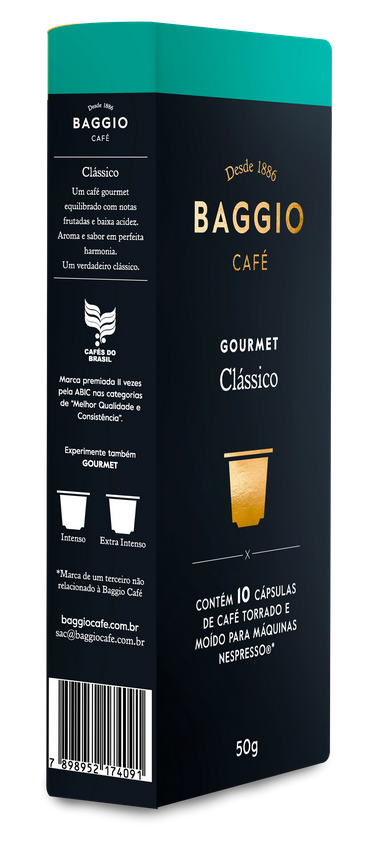 Desde 1886
BAGGIO
CAFÉ
Clássico
Um café gourmet
equilibrado com notas
frutadas e baixa acidez.
Aroma e sabor em perfeita
harmonia.
Um verdadeiro clássico.
CAFÉS DO
BRASIL
Marca premiada 11 vezes
pela ABIC nas categorias
de "Melhor Qualidade e
Consistência".
Experimente também
GOURMET
Intenso
Extra Intenso
*Marca de um terceiro não
relacionado à Baggio Café
baggiocafe.com.br
sac@baggiocafe.com.br
7 898952 174091
Desde 1886
BAGGIO
CAFÉ
GOURMET
Clássico
CONTÉM 10 CÁPSULAS
DE CAFÉ TORRADO E
MOÍDO PARA MÁQUINAS
NESPRESSO®*
50g